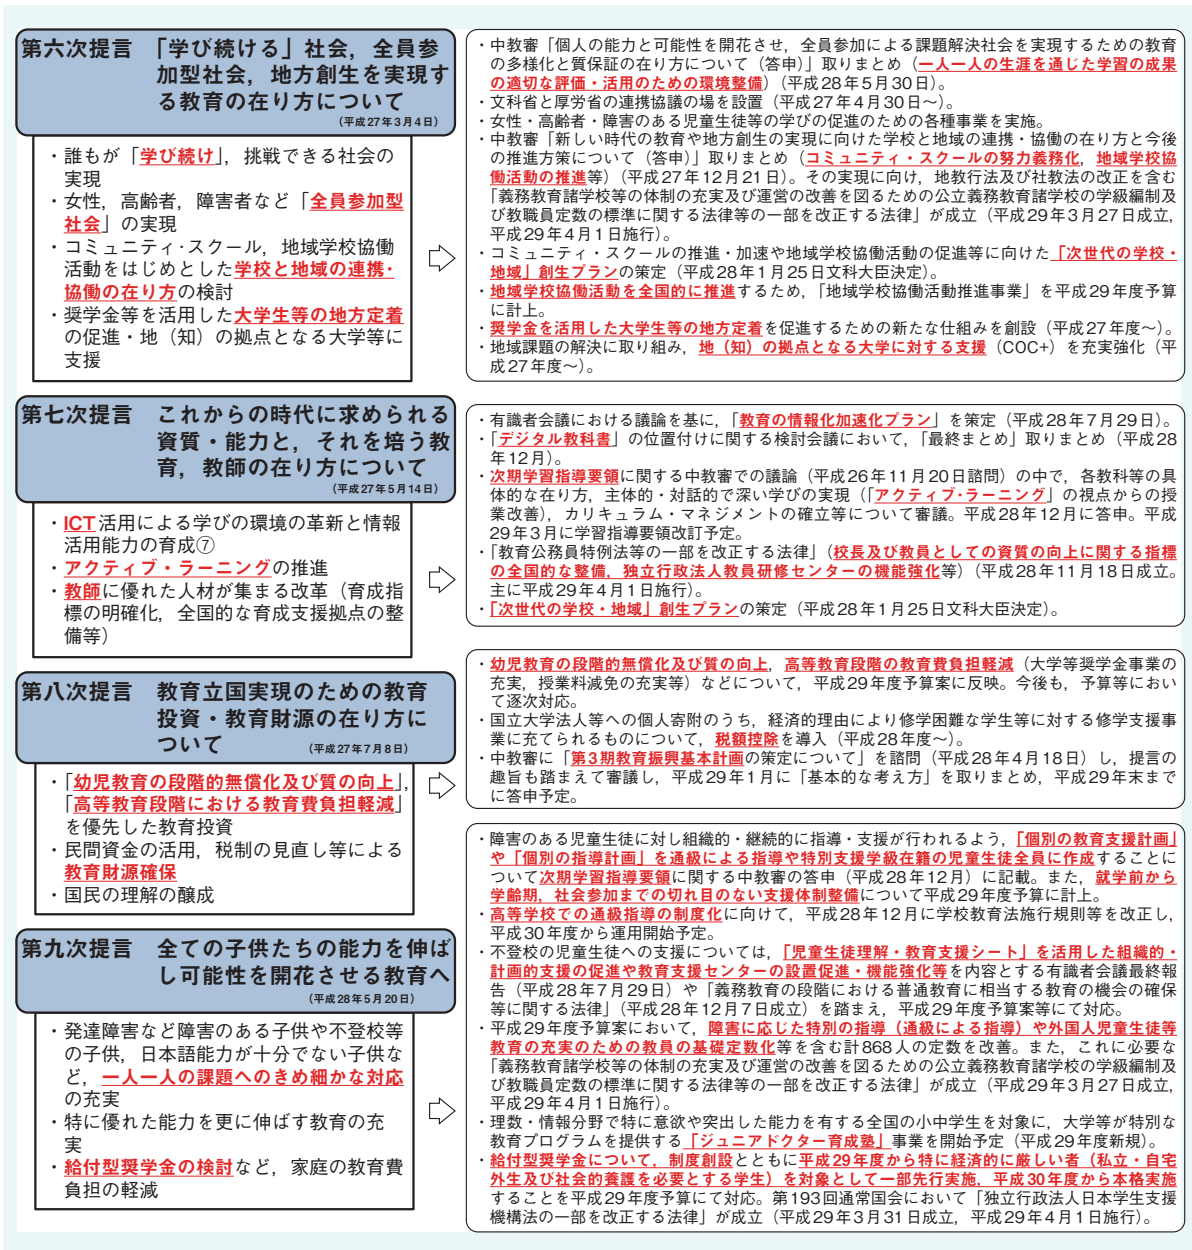 第六次提言　「学び続ける」社会，全員参
加型社会，地方創生を実現す
る教育の在り方について
（平成27年3月4日）
・誰もが「学び続け」，挑戦できる社会の
実現
・女性，高齢者，障害者など「全員参加型
社会」の実現
・コミュニティ・スクール，地域学校協働
活動をはじめとした学校と地域の連携・
協働の在り方の検討
・奨学金等を活用した大学生等の地方定着
の促進・地（知）の拠点となる大学等に
支援
・中教審「個人の能力と可能性を開花させ，全員参加による課題解決社会を実現するための教育
の多様化と質保証の在り方について（答申）」取りまとめ（一人一人の生涯を通じた学習の成果
の適切な評価・活用のための環境整備）（平成28年５月30日）。
・文科省と厚労省の連携協議の場を設置（平成27年４月30日～）。
・女性・高齢者・障害のある児童生徒等の学びの促進のための各種事業を実施。
・中教審「新しい時代の教育や地方創生の実現に向けた学校と地域の連携・協働の在り方と今後
の推進方策について（答申）」取りまとめ（コミュニティ・スクールの努力義務化，地域学校協
働活動の推進等）（平成27年12月21日）。その実現に向け，地教行法及び社教法の改正を含む
「義務教育諸学校等の体制の充実及び運営の改善を図るための公立義務教育諸学校の学級編制及
び教職員定数の標準に関する法律等の一部を改正する法律」が成立（平成29年３月27日成立，
平成29年４月１日施行）。
・コミュニティ・スクールの推進・加速や地域学校協働活動の促進等に向けた「次世代の学校・
地域」創生プランの策定（平成28年１月25日文科大臣決定）。
・地域学校協働活動を全国的に推進するため，「地域学校協働活動推進事業」を平成29年度予算
に計上。
・奨学金を活用した大学生等の地方定着を促進するための新たな仕組みを創設（平成27年度～）。
・地域課題の解決に取り組み，地（知）の拠点となる大学に対する支援（COC+）を充実強化（平
成27年度～）。
第七次提言　これからの時代に求められる
資質・能力と，それを培う教
育，教師の在り方について
（平成27年5月14日）
・ICT活用による学びの環境の革新と情報
活用能力の育成⑦
・アクティブ・ラーニングの推進
・教師に優れた人材が集まる改革（育成指
標の明確化，全国的な育成支援拠点の整
備等）
・有識者会議における議論を基に，「教育の情報化加速化プラン」を策定（平成28年７月29日）。
・「デジタル教科書」の位置付けに関する検討会議において，「最終まとめ」取りまとめ（平成28
年12月）。
・次期学習指導要領に関する中教審での議論（平成26年11月20日諮問）の中で，各教科等の具
体的な在り方，主体的・対話的で深い学びの実現（「アクティブ・ラーニング」の視点からの授
業改善），カリキュラム・マネジメントの確立等について審議。平成28年12月に答申。平成
29年３月に学習指導要領改訂予定。
・「教育公務員特例法等の一部を改正する法律」（校長及び教員としての資質の向上に関する指標
の全国的な整備，独立行政法人教員研修センターの機能強化等）（平成28年11月18日成立。
主に平成29年４月１日施行）。
・「次世代の学校・地域」創生プランの策定（平成28年１月25日文科大臣決定）。
第八次提言　教育立国実現のための教育
投資・教育財源の在り方に
ついて　（平成27年7月8日）
・「幼児教育の段階的無償化及び質の向上」，
「高等教育段階における教育費負担軽減」
を優先した教育投資
・民間資金の活用，税制の見直し等による
教育財源確保
・国民の理解の醸成
・幼児教育の段階的無償化及び質の向上，高等教育段階の教育費負担軽減（大学等奨学金事業の
充実，授業料減免の充実等）などについて，平成29年度予算案に反映。今後も，予算等におい
て逐次対応。
・国立大学法人等への個人寄附のうち，経済的理由により修学困難な学生等に対する修学支援事
業に充てられるものについて，税額控除を導入（平成28年度～）。
・中教審に「第３期教育振興基本計画の策定について」を諮問（平成28年４月18日）し，提言の
趣旨も踏まえて審議し，平成29年１月に「基本的な考え方」を取りまとめ，平成29年末まで
に答申予定。
第九次提言　全ての子供たちの能力を伸ば
し可能性を開花させる教育へ
（平成28年5月20日）
・発達障害など障害のある子供や不登校等
の子供，日本語能力が十分でない子供な
ど，一人一人の課題へのきめ細かな対応
の充実
・特に優れた能力を更に伸ばす教育の充
実
・給付型奨学金の検討など，家庭の教育費
負担の軽減
・障害のある児童生徒に対し組織的・継続的に指導・支援が行われるよう，「個別の教育支援計画」
や「個別の指導計画」を通級による指導や特別支援学級在籍の児童生徒全員に作成することに
ついて次期学習指導要領に関する中教審の答申（平成28年12月）に記載。また，就学前から
学齢期，社会参加までの切れ目のない支援体制整備について平成29年度予算に計上。
・高等学校での通級指導の制度化に向けて，平成28年12月に学校教育法施行規則等を改正し，
平成30年度から運用開始予定。
・不登校の児童生徒への支援については，「児童生徒理解・教育支援シート」を活用した組織的・
計画的支援の促進や教育支援センターの設置促進・機能強化等を内容とする有識者会議最終報
告（平成28年７月29日）や「義務教育の段階における普通教育に相当する教育の機会の確保
等に関する法律」（平成28年12月７日成立）を踏まえ，平成29年度予算案等にて対応。
・平成29年度予算案において，障害に応じた特別の指導（通級による指導）や外国人児童生徒等
教育の充実のための教員の基礎定数化等を含む計868人の定数を改善。また，これに必要な
「義務教育諸学校等の体制の充実及び運営の改善を図るための公立義務教育諸学校の学級編制及
び教職員定数の標準に関する法律等の一部を改正する法律」が成立（平成29年３月27日成立，
平成29年４月１日施行）。
・理数・情報分野で特に意欲や突出した能力を有する全国の小中学生を対象に，大学等が特別な
教育プログラムを提供する「ジュニアドクター育成塾」事業を開始予定（平成29年度新規）。
・給付型奨学金について，制度創設とともに平成29年度から特に経済的に厳しい者（私立・自宅
外生及び社会的養護を必要とする学生）を対象として一部先行実施，平成30年度から本格実施
することを平成29年度予算にて対応。第193回通常国会において「独立行政法人日本学生支援
機構法の一部を改正する法律」が成立（平成29年３月31日成立，平成29年４月１日施行）。